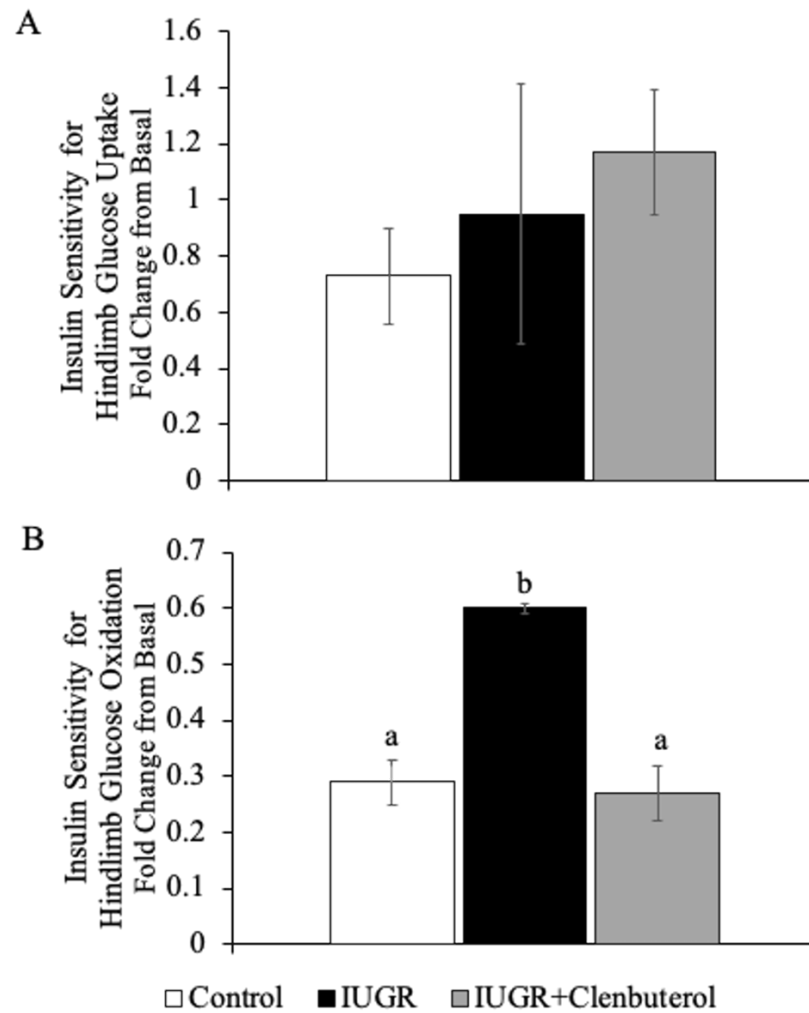 A
Insulin Sensitivity for
Hindlimb Glucose Uptake
Fold Change from Basal
1.6
1.4
1.2
1
0.8
0.6
0.4
0.2
0
B
Insulin Sensitivity for
Hindlimb Glucose Oxidation
Fold Change from Basal
0.7
0.6
0.5
0.4
0.3
0.2
0.1
0
a
b
a
Control IUGR IUGR+Clenbuterol